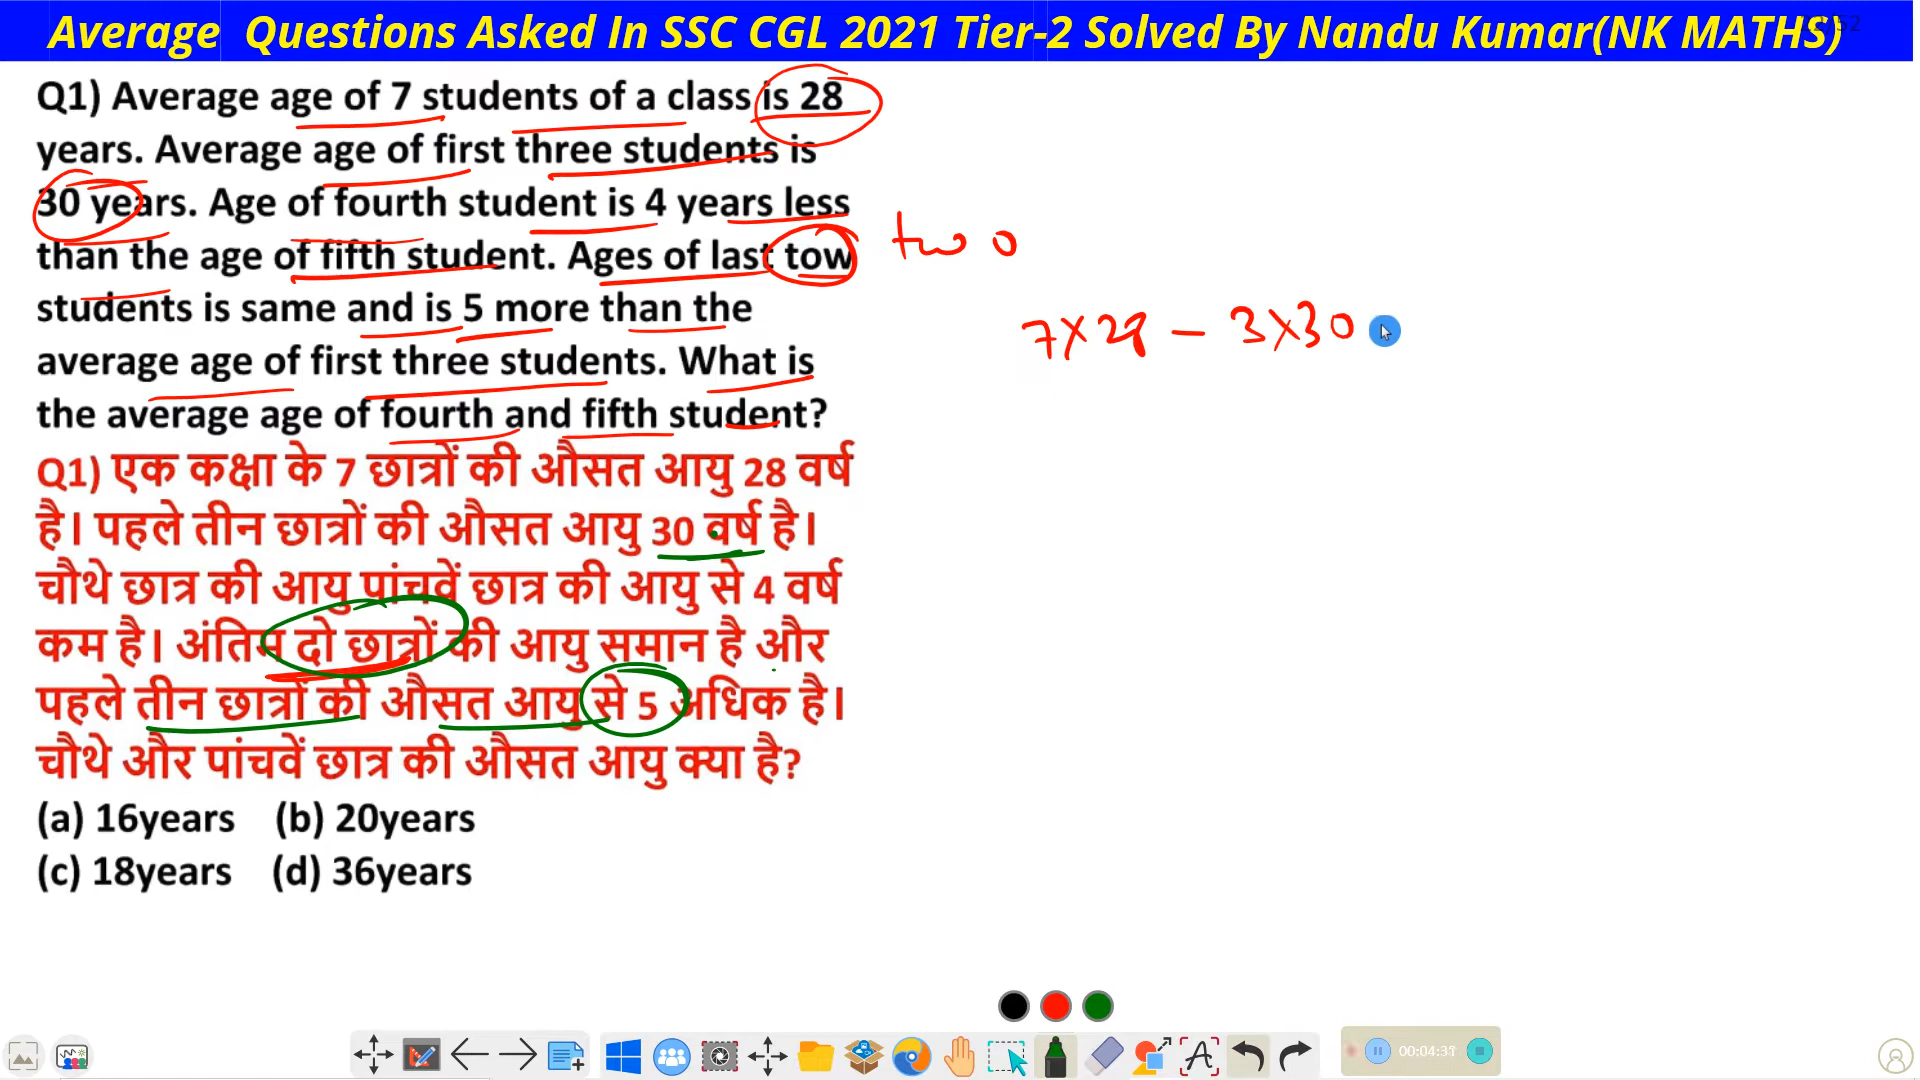 Average Questions Asked In SSC CGL 2021 Tier-2 Solved By Nandu Kumar(NK MATHS)
Q1) Average age of 7 students of a class is 28
years. Average age of first three students is
30 years. Age of fourth student is 4 years less
than the age of fifth student. Ages of last tow
two
students is same and is 5 more than the
7X28 - 3X30
average age of first three students. What is
the average age of fourth and fifth student?
Q1) एक कक्षा के 7 छात्रों की औसत आयु 28 वर्ष
है। पहले तीन छात्रों की औसत आयु 30 वर्ष है।
चौथे छात्र की आयु पांचवें छात्र की आयु से 4 वर्ष
कम है। अंतिम दो छात्रों की आयु समान है और
पहले तीन छात्रों की औसत आयु से 5 अधिक है।
चौथे और पांचवें छात्र की औसत आयु क्या है?
(a) 16years (b) 20years
(c) 18years (d) 36years
00:04:31